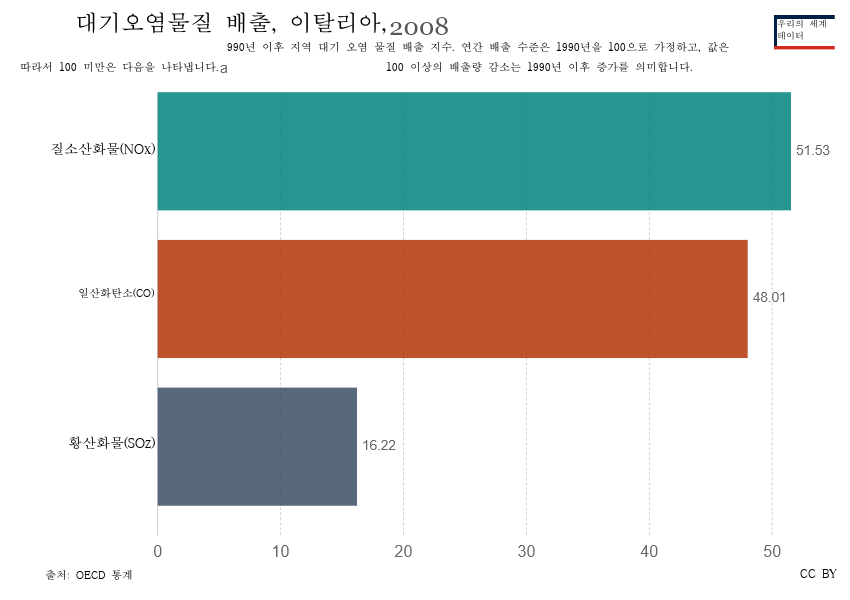 대기오염물질 배출, 이탈리아,2008
우리의 세계
데이터
990년 이후 지역 대기 오염 물질 배출 지수. 연간 배출 수준은 1990년을 100으로 가정하고, 값은
따라서 100 미만은 다음을 나타냅니다.a 100 이상의 배출량 감소는 1990년 이후 증가를 의미합니다.
질소산화물(NOx) 51.53
일산화탄소(CO) 48.01
황산화물(SOz) 16.22
0 10 20 30 40 50
출처: OECD 통계 CC BY